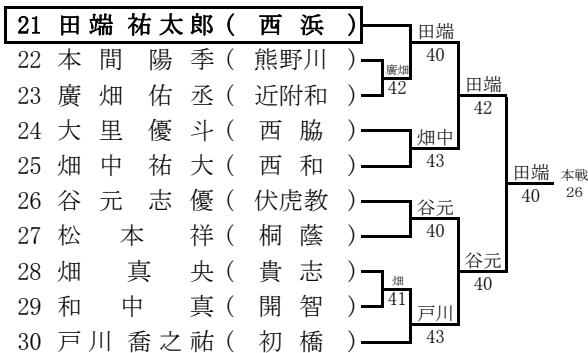 21 田端祐太郎(西浜)
22 本間陽季(熊野川)
23 廣畑佑丞(近附和)
24 大里優斗(西脇)
25 畑中祐大(西和)
26 谷元志優(伏虎教)
27 松本祥(桐蔭)
28 畑真央(貴志)
29 和中真(開智)
30 戸川喬之祐(初橋)
廣畑
42
畑
41
田端
40
畑中
43
谷元
40
戸川
43
田端
42
谷元
40
田端
40
本戦
26